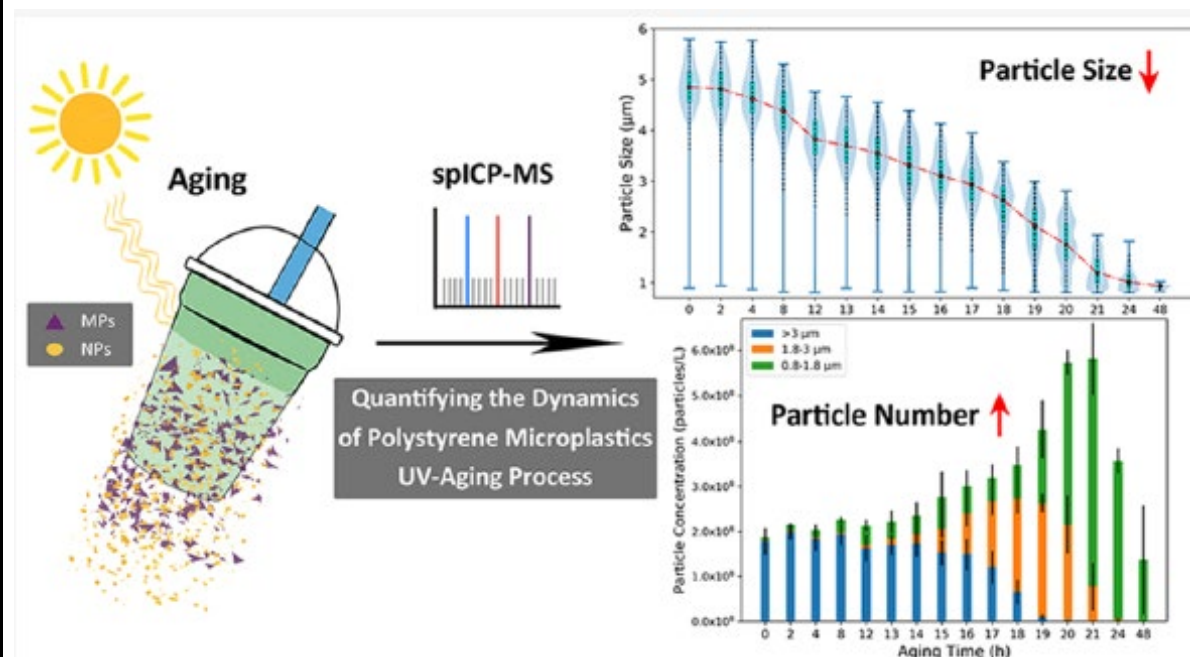 Aging
MPs
NPs
spICP-MS
Quantifying the Dynamics
of Polystyrene Microplastics
UV-Aging Process
Particle Size
Particle Size (μm)
6
5
4
3
2
1
0 2 4 8 12 13 14 15 16 17 18 19 20 21 24 48
>3 μm
1.8-3 μm
0.8-1.8 μm
Particle Number
Particle Concentration (particles/L)
6.0x10⁸
5.0x10⁸
4.0x10⁸
3.0x10⁸
2.0x10⁸
1.0x10⁸
0.0x10⁸
0 2 4 8 12 13 14 15 16 17 18 19 20 21 24 48
Aging Time (h)